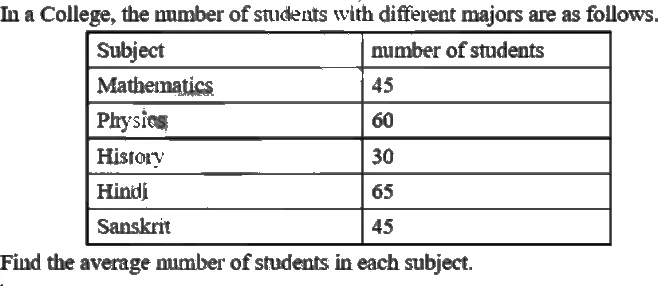 In a College, the number of students with different majors are as follows.
Subject number of students
Mathematics 45
Physics 60
History 30
Hindi 65
Sanskrit 45
Find the average number of students in each subject.